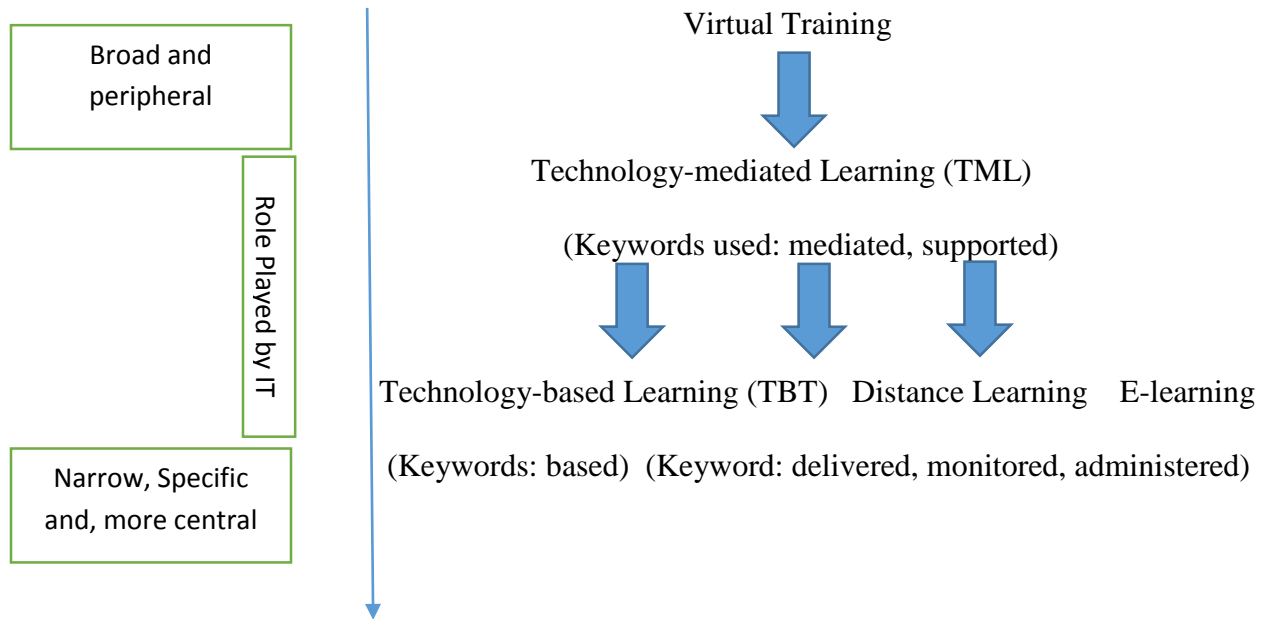 Broad and
peripheral
Role Played by IT
Narrow, Specific
and, more central
Virtual Training
Technology-mediated Learning (TML)
(Keywords used: mediated, supported)
Technology-based Learning (TBT) Distance Learning E-learning
(Keywords: based) (Keyword: delivered, monitored, administered)